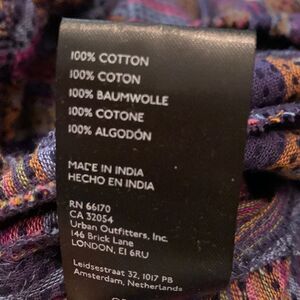 100% COTTON
100% COTON
100% BAUMWOLLE
100% COTONE
100% ALGODÓN
MADE IN INDIA
HECHO EN INDIA
RN 66170
CA 32054
Urban Outfitters, Inc.
146 Brick Lane
LONDON, E1 6RU
Leidsestraat 32, 1017 PB
Amsterdam, Netherlands